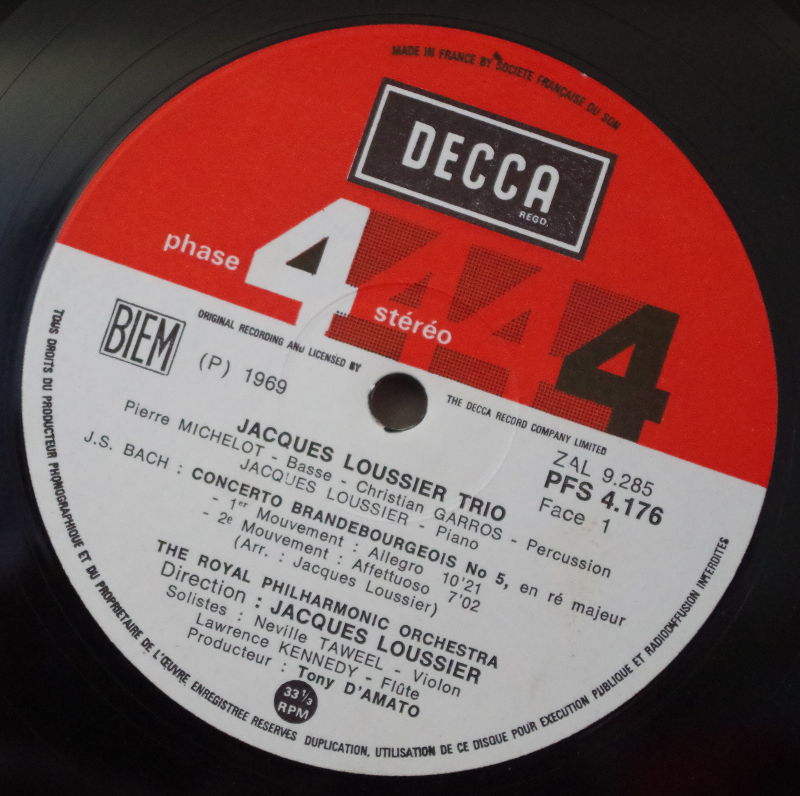 MADE IN FRANCE BY SOCIETE FRANÇAISE DU SON
DECCA
REGD.
phase 4 stéréo
4 4 4
BIEM
ORIGINAL RECORDING AND LICENSED BY THE DECCA RECORD COMPANY LIMITED
(P) 1969
ZAL 9.285
PFS 4.176
Face 1
JACQUES LOUSSIER TRIO
Pierre MICHELOT - Basse - Christian GARROS - Percussion
JACQUES LOUSSIER - Piano
J.S. BACH : CONCERTO BRANDEBOURGEOIS No 5, en ré majeur
- 1er Mouvement : Allegro 10'21
- 2e Mouvement : Affettuoso 7'02
(Arr. : Jacques Loussier)
THE ROYAL PHILHARMONIC ORCHESTRA
Direction : JACQUES LOUSSIER
Solistes : Neville TAWEEL - Violon
Lawrence KENNEDY - Flûte
Producteur : Tony D'AMATO
33 1/3
RPM
TOUS DROITS DU PRODUCTEUR PHONOGRAPHIQUE ET DU PROPRIETAIRE DE L'ŒUVRE ENREGISTREE RESERVES DUPLICATION, UTILISATION DE CE DISQUE POUR EXECUTION PUBLIQUE ET RADIODIFFUSION INTERDITES